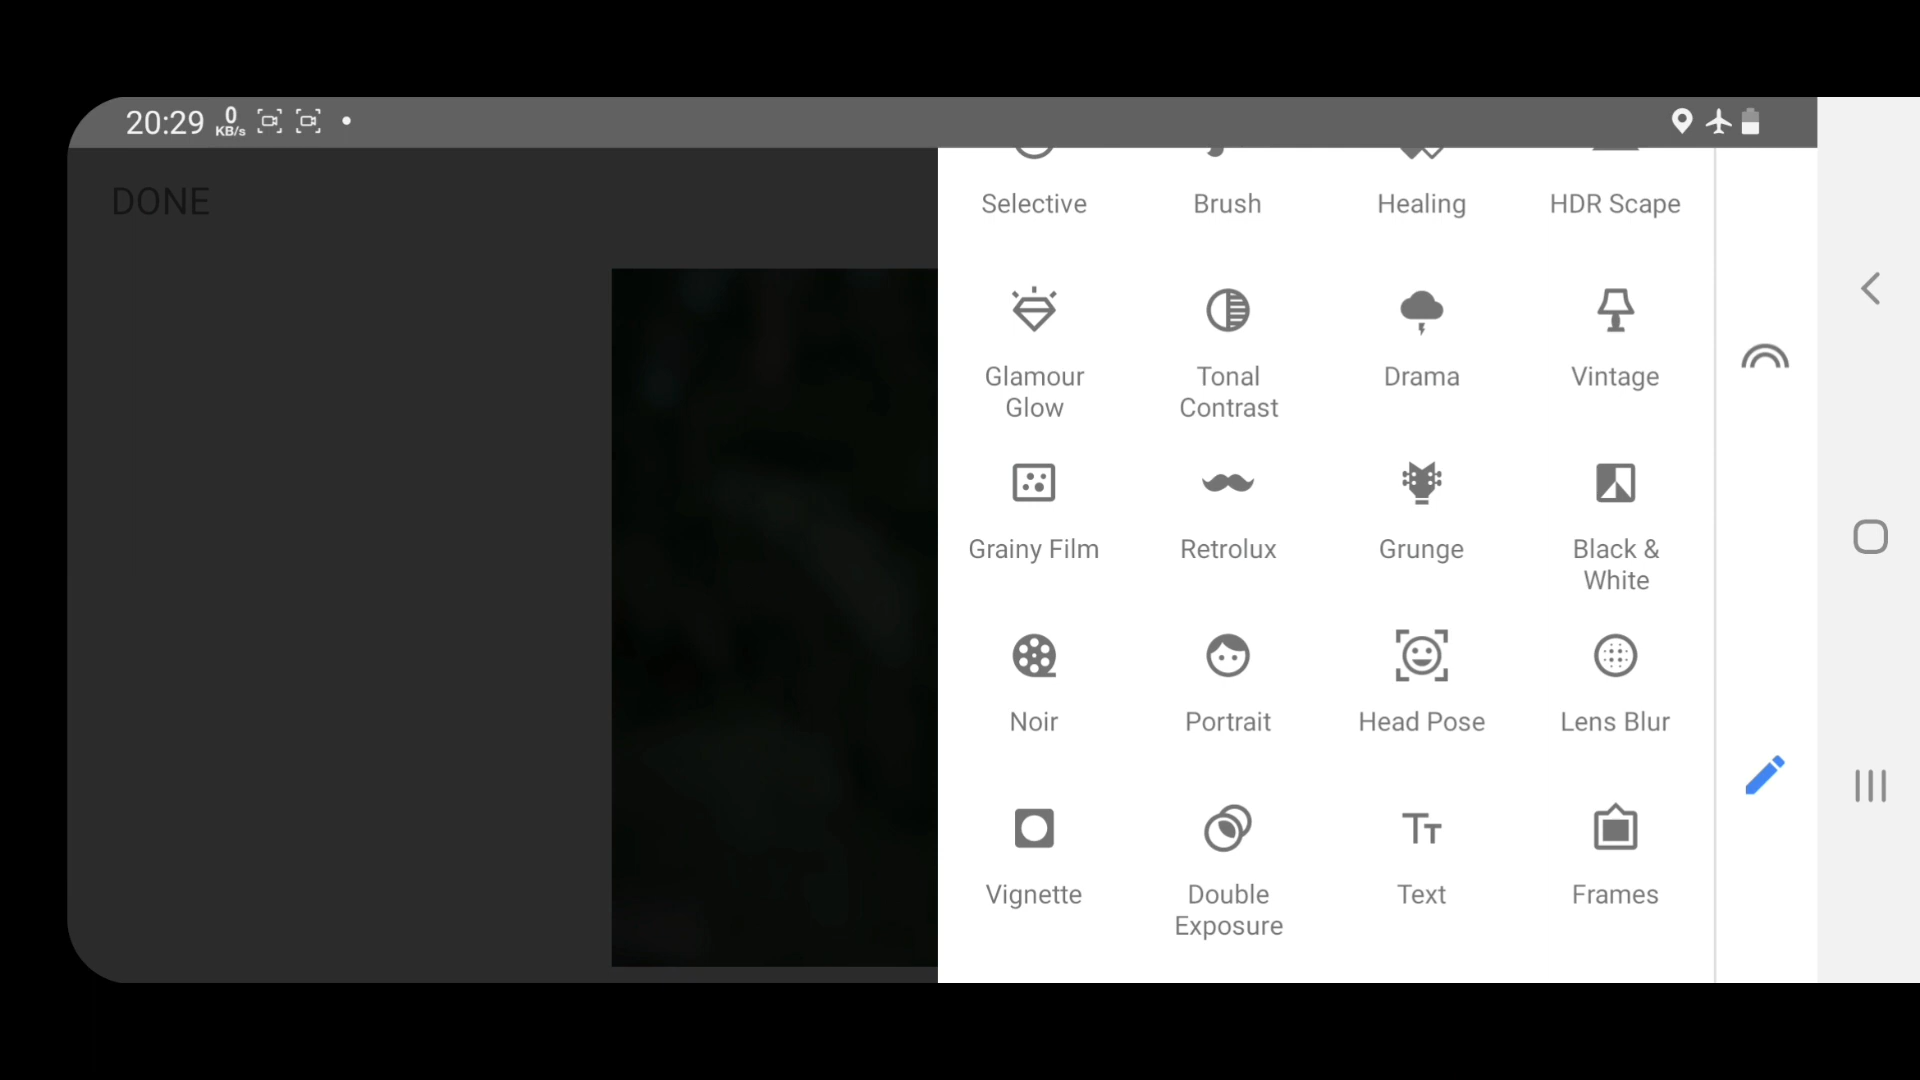 20:29 0 KB/s
DONE
Selective Brush Healing HDR Scape
Glamour Glow Tonal Contrast Drama Vintage
Grainy Film Retrolux Grunge Black & White
Noir Portrait Head Pose Lens Blur
Vignette Double Exposure Text Frames